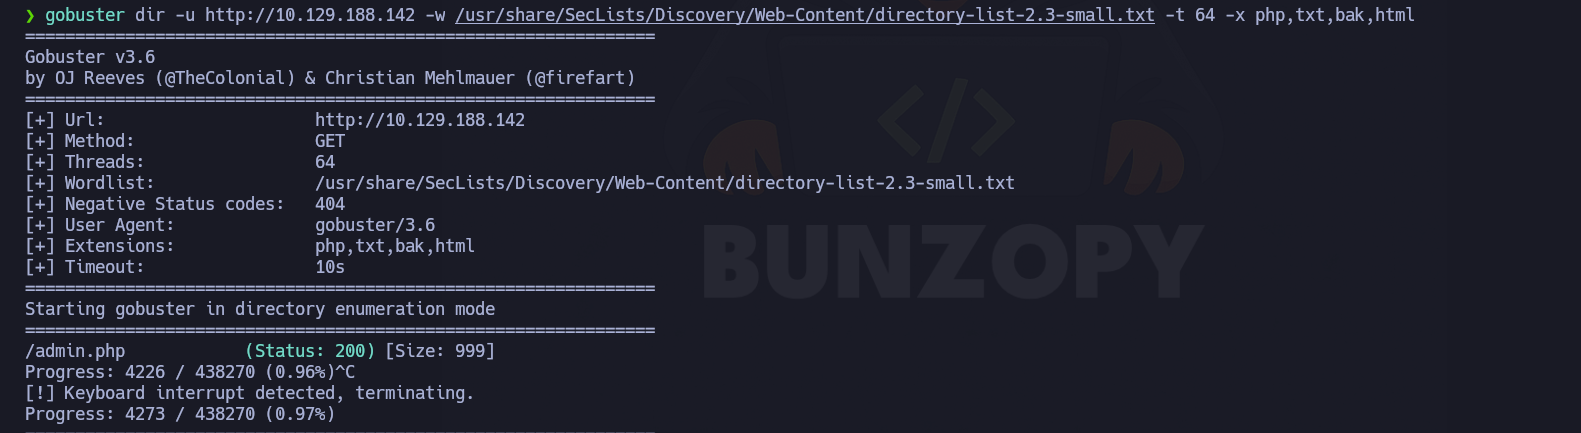 ❯ gobuster dir -u http://10.129.188.142 -w /usr/share/SecLists/Discovery/Web-Content/directory-list-2.3-small.txt -t 64 -x php,txt,bak,html
===============================================================
Gobuster v3.6
by OJ Reeves (@TheColonial) & Christian Mehlmauer (@firefart)
===============================================================
[+] Url:                     http://10.129.188.142
[+] Method:                  GET
[+] Threads:                 64
[+] Wordlist:                /usr/share/SecLists/Discovery/Web-Content/directory-list-2.3-small.txt
[+] Negative Status codes:   404
[+] User Agent:              gobuster/3.6
[+] Extensions:              php,txt,bak,html
[+] Timeout:                 10s
===============================================================
Starting gobuster in directory enumeration mode
===============================================================
/admin.php            (Status: 200) [Size: 999]
Progress: 4226 / 438270 (0.96%)^C
[!] Keyboard interrupt detected, terminating.
Progress: 4273 / 438270 (0.97%)
===============================================================
</>
BUNZOPY